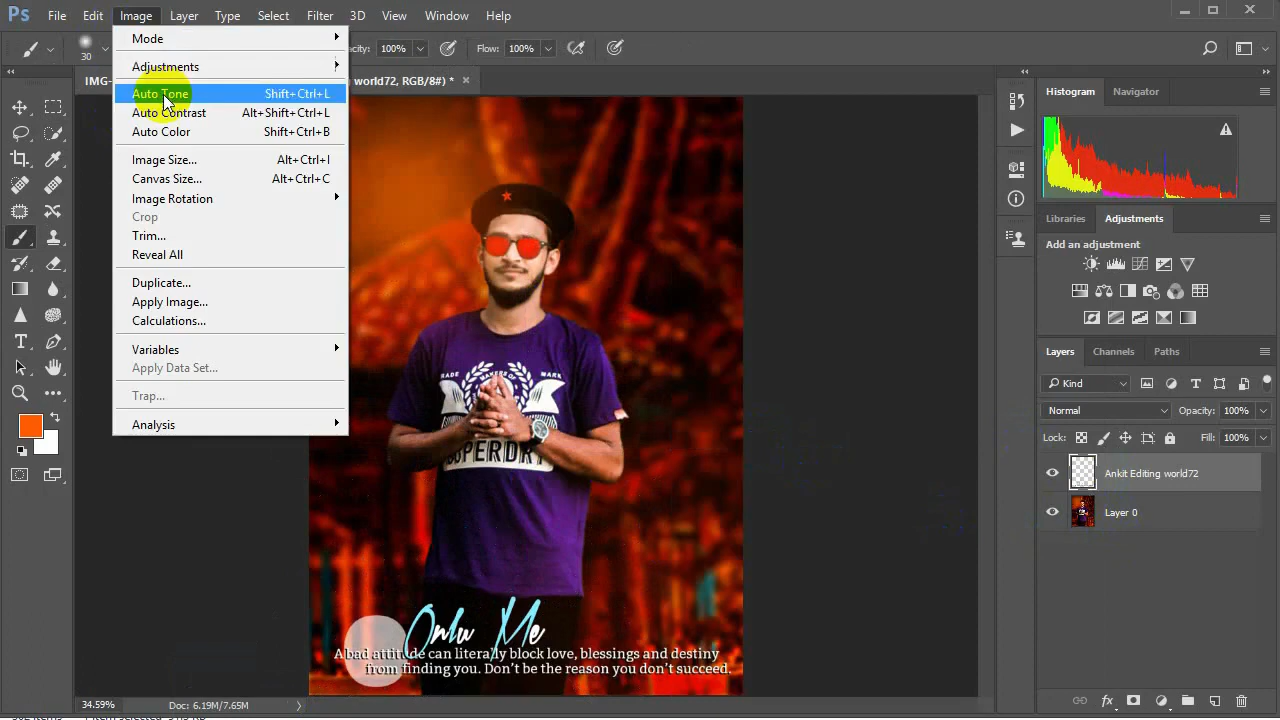 Ps File Edit Image Layer Type Select Filter 3D View Window Help
30 100% Flow: 100%
IMG- world72, RGB/8#) *
Mode
Adjustments
Auto Tone Shift+Ctrl+L
Auto Contrast Alt+Shift+Ctrl+L
Auto Color Shift+Ctrl+B
Image Size... Alt+Ctrl+I
Canvas Size... Alt+Ctrl+C
Image Rotation
Crop
Trim...
Reveal All
Duplicate...
Apply Image...
Calculations...
Variables
Apply Data Set...
Trap...
Analysis
MAKERS OF
MARK
Only Me
A bad attitude can literally block love, blessings and destiny
from finding you. Don't be the reason you don't succeed.
34.59% Doc: 6.19M/7.65M
Histogram Navigator
Libraries Adjustments
Add an adjustment
Layers Channels Paths
Kind
Normal Opacity: 100%
Lock: Fill: 100%
Ankit Editing world72
Layer 0